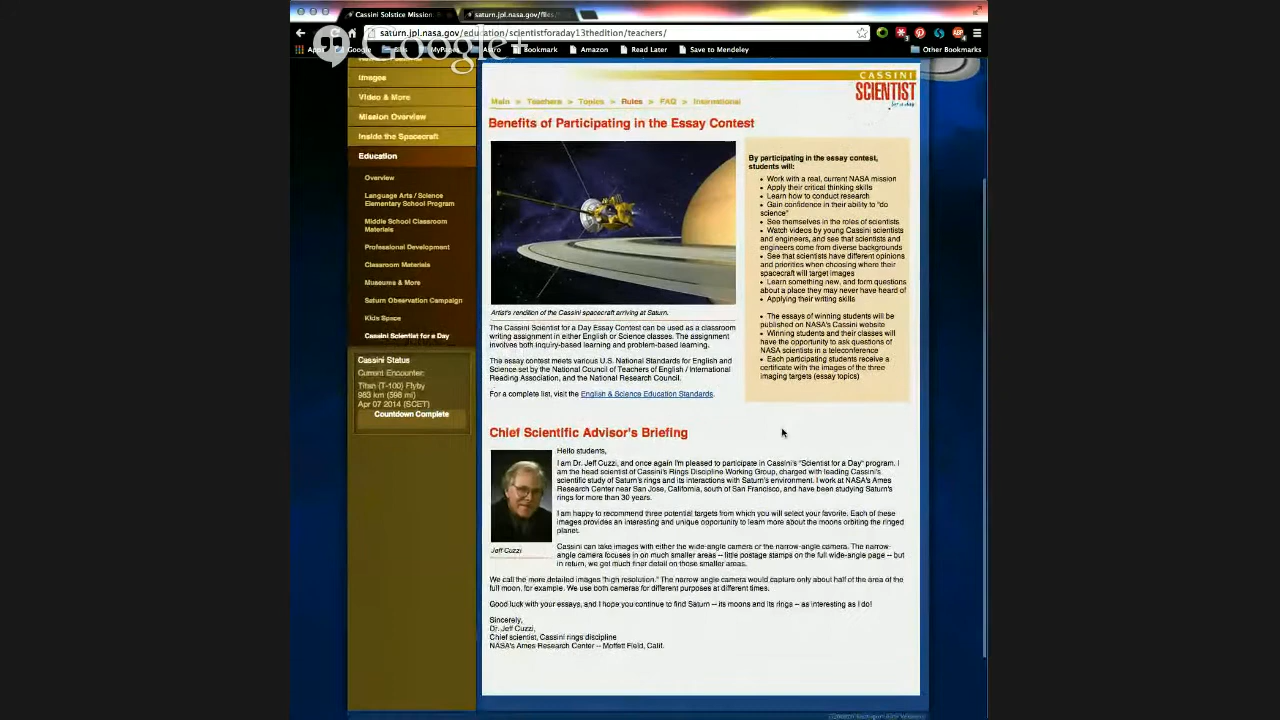 Cassini Solstice Mission
saturn.jpl.nasa.gov/files
saturn.jpl.nasa.gov/education/scientistforaday13thedition/teachers/
Google+
Apps Google Bills MyPages Astro Bookmark Amazon Read Later Save to Mendeley Other Bookmarks
Images
Video & More
Mission Overview
Inside the Spacecraft
Education
Overview
Language Arts / Science
Elementary School Program
Middle School Classroom
Materials
Professional Development
Classroom Materials
Museums & More
Saturn Observation Campaign
Kids Space
Cassini Scientist for a Day
Cassini Status
Current Encounter:
Titan (T-100) Flyby
963 km (598 mi)
Apr 07 2014 (SCET)
Countdown Complete
CASSINI
SCIENTIST
for a day
Main » Teachers » Topics » Rules » FAQ » International
Benefits of Participating in the Essay Contest
Artist's rendition of the Cassini spacecraft arriving at Saturn.
The Cassini Scientist for a Day Essay Contest can be used as a classroom
writing assignment in either English or Science classes. The assignment
involves both inquiry-based learning and problem-based learning.
The essay contest meets various U.S. National Standards for English and
Science set by the National Council of Teachers of English / International
Reading Association, and the National Research Council.
For a complete list, visit the English & Science Education Standards.
By participating in the essay contest,
students will:
• Work with a real, current NASA mission
• Apply their critical thinking skills
• Learn how to conduct research
• Gain confidence in their ability to "do
science"
• See themselves in the roles of scientists
• Watch videos by young Cassini scientists
and engineers, and see that scientists and
engineers come from diverse backgrounds
• See that scientists have different opinions
and priorities when choosing where their
spacecraft will target images
• Learn something new, and form questions
about a place they may never have heard of
• Applying their writing skills
• The essays of winning students will be
published on NASA's Cassini website
• Winning students and their classes will
have the opportunity to ask questions of
NASA scientists in a teleconference
• Each participating students receive a
certificate with the images of the three
imaging targets (essay topics)
Chief Scientific Advisor's Briefing
Jeff Cuzzi
Hello students,
I am Dr. Jeff Cuzzi, and once again I'm pleased to participate in Cassini's "Scientist for a Day" program. I
am the head scientist of Cassini's Rings Discipline Working Group, charged with leading Cassini's
scientific study of Saturn's rings and its interactions with Saturn's environment. I work at NASA's Ames
Research Center near San Jose, California, south of San Francisco, and have been studying Saturn's
rings for more than 30 years.
I am happy to recommend three potential targets from which you will select your favorite. Each of these
images provides an interesting and unique opportunity to learn more about the moons orbiting the ringed
planet.
Cassini can take images with either the wide-angle camera or the narrow-angle camera. The narrow-
angle camera focuses in on much smaller areas -- little postage stamps on the full wide-angle page -- but
in return, we get much finer detail on those smaller areas.
We call the more detailed images "high resolution." The narrow angle camera would capture only about half of the area of the
full moon, for example. We use both cameras for different purposes at different times.
Good luck with your essays, and I hope you continue to find Saturn -- its moons and its rings -- as interesting as I do!
Sincerely,
Dr. Jeff Cuzzi,
Chief scientist, Cassini rings discipline
NASA's Ames Research Center -- Moffett Field, Calif.